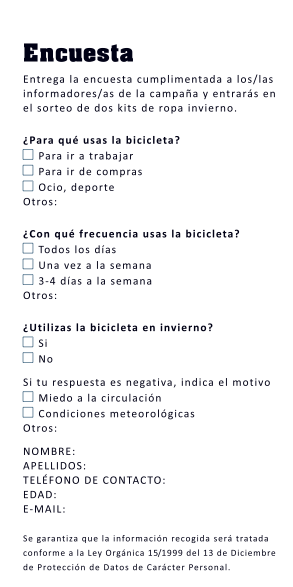 Encuesta
Entrega la encuesta cumplimentada a los/las
informadores/as de la campaña y entrarás en
el sorteo de dos kits de ropa invierno.
¿Para qué usas la bicicleta?
Para ir a trabajar
Para ir de compras
Ocio, deporte
Otros:
¿Con qué frecuencia usas la bicicleta?
Todos los días
Una vez a la semana
3-4 días a la semana
Otros:
¿Utilizas la bicicleta en invierno?
Si
No
Si tu respuesta es negativa, indica el motivo
Miedo a la circulación
Condiciones meteorológicas
Otros:
NOMBRE:
APELLIDOS:
TELÉFONO DE CONTACTO:
EDAD:
E-MAIL:
Se garantiza que la información recogida será tratada
conforme a la Ley Orgánica 15/1999 del 13 de Diciembre
de Protección de Datos de Carácter Personal.